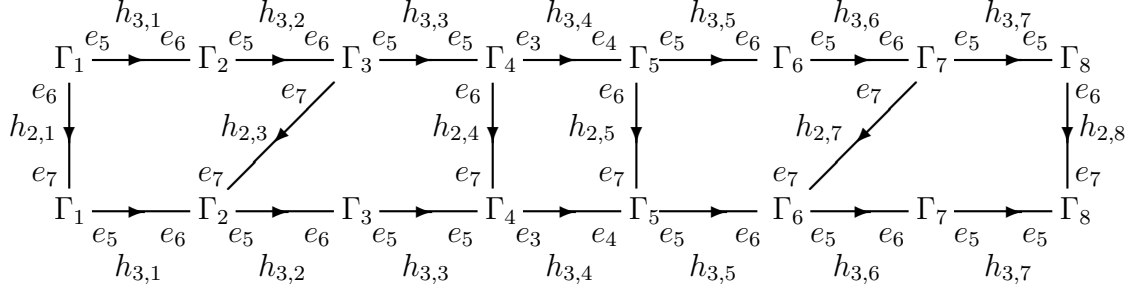 h_{3,1} h_{3,2} h_{3,3} h_{3,4} h_{3,5} h_{3,6} h_{3,7}
e_5 e_6 e_5 e_6 e_5 e_5 e_3 e_4 e_5 e_6 e_5 e_6 e_5 e_5
Γ_1 Γ_2 Γ_3 Γ_4 Γ_5 Γ_6 Γ_7 Γ_8
e_6 e_7 e_6 e_6 e_7 e_6
h_{2,1} h_{2,3} h_{2,4} h_{2,5} h_{2,7} h_{2,8}
e_7 e_7 e_7 e_7 e_7 e_7
Γ_1 Γ_2 Γ_3 Γ_4 Γ_5 Γ_6 Γ_7 Γ_8
e_5 e_6 e_5 e_6 e_5 e_5 e_3 e_4 e_5 e_6 e_5 e_6 e_5 e_5
h_{3,1} h_{3,2} h_{3,3} h_{3,4} h_{3,5} h_{3,6} h_{3,7}